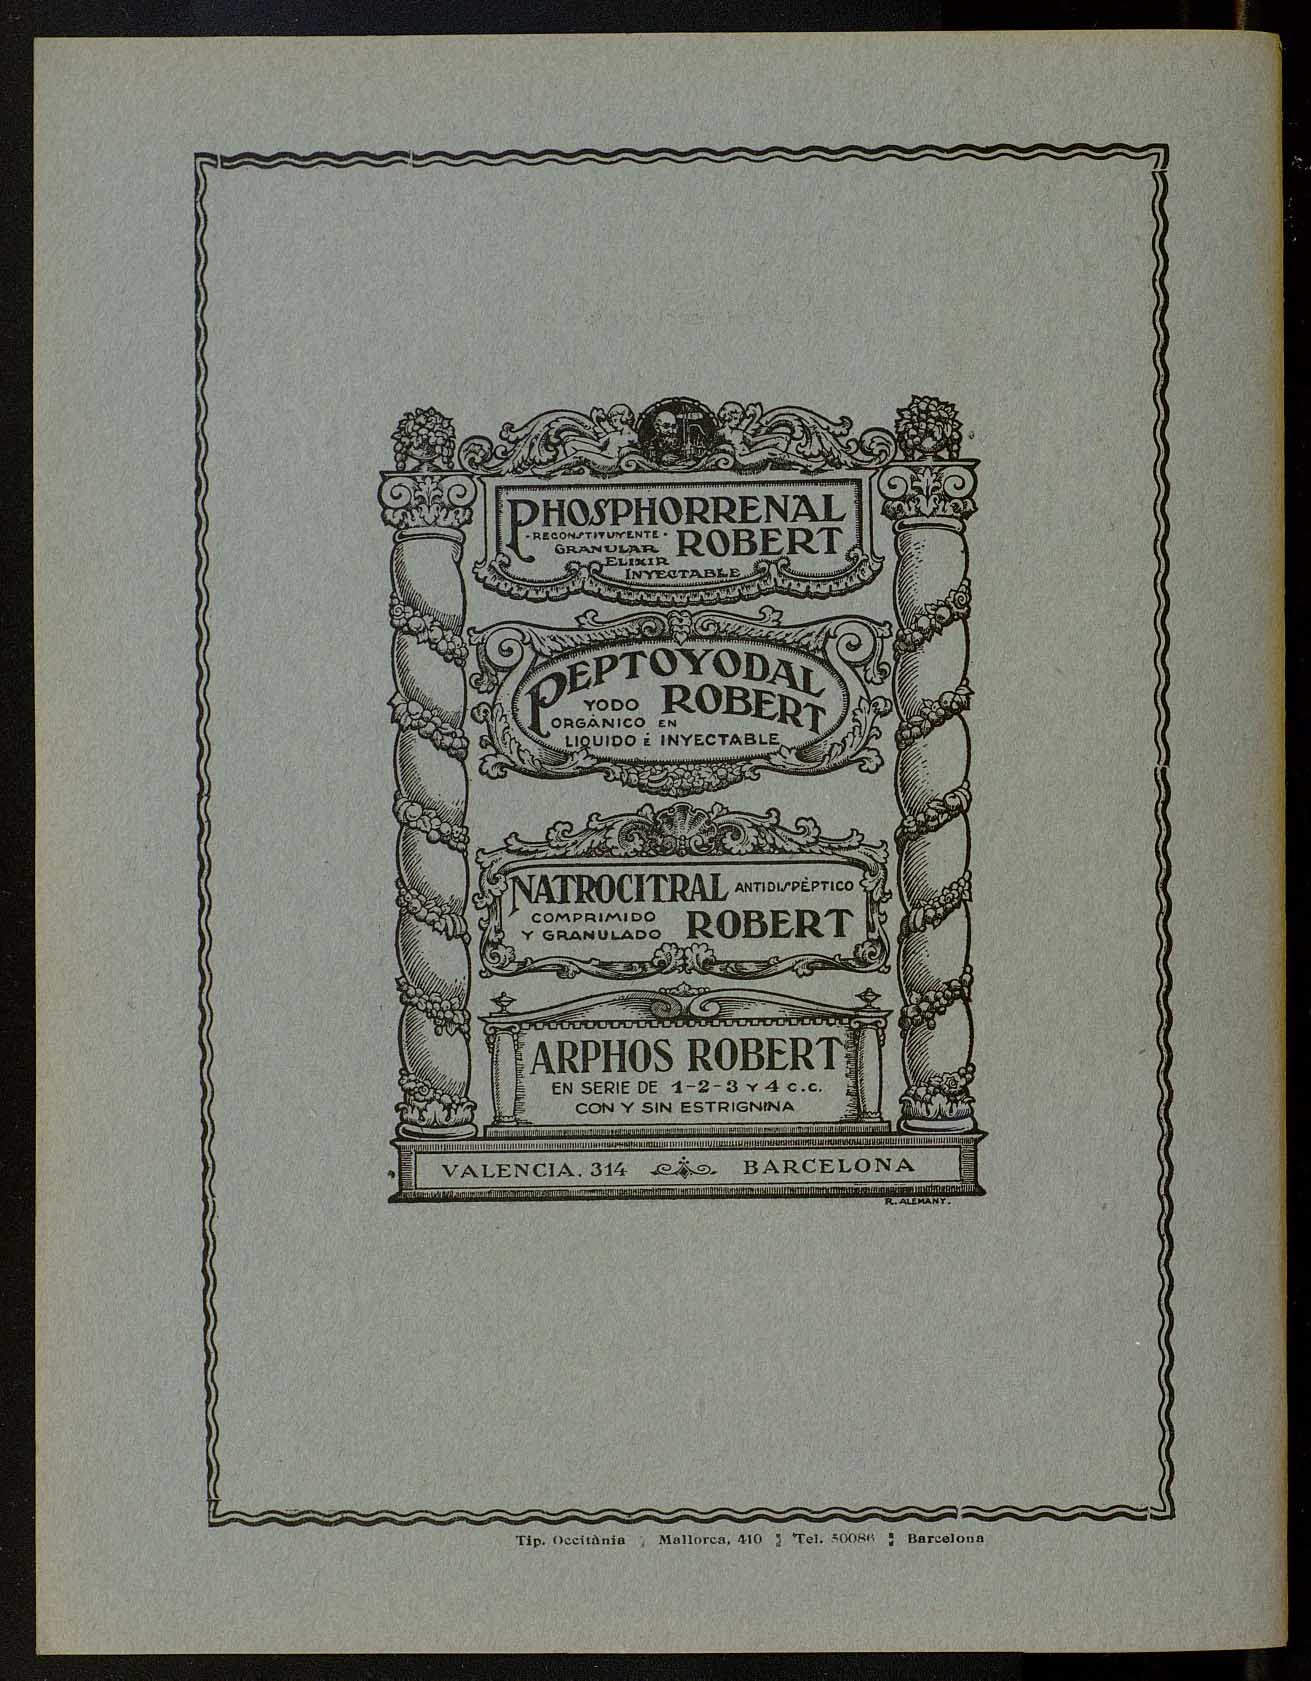 PHOSPHORRENAL
·RECONSTITUYENTE·
GRANULAR ROBERT
ELIXIR
INYECTABLE
PEPTOYODAL
YODO ROBERT
ORGÁNICO EN
LIQUIDO É INYECTABLE
NATROCITRAL ANTIDISPÈPTICO
COMPRIMIDO ROBERT
Y GRANULADO
ARPHOS ROBERT
EN SERIE DE 1-2-3 Y 4 C.C.
CON Y SIN ESTRIGNINA
VALENCIA. 314 BARCELONA
R. ALEMANY.
Tip. Occitània : Mallorca, 410 : Tel. 50086 : Barcelona